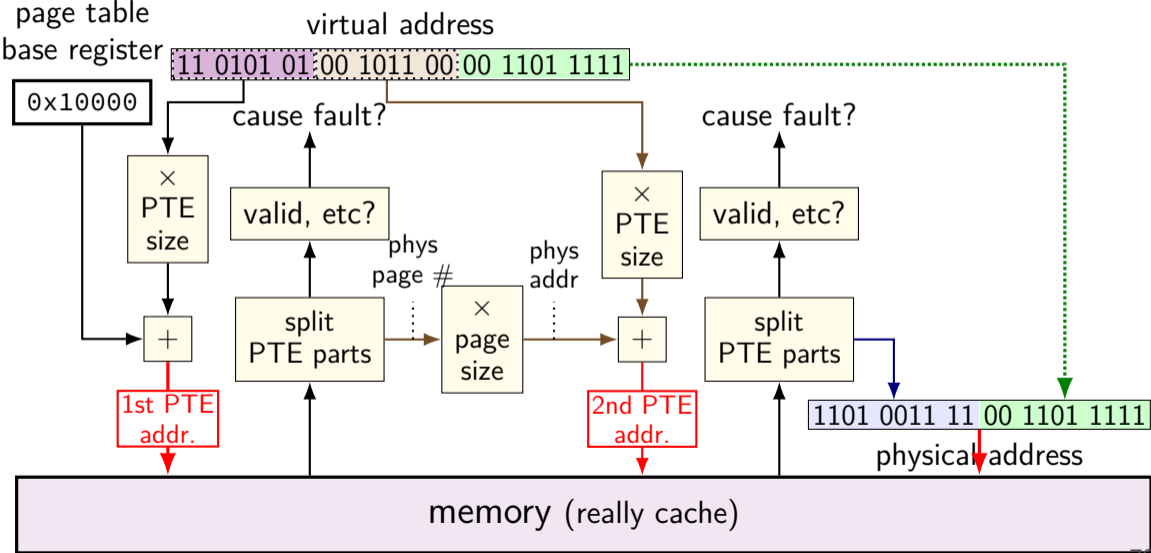 page table
base register
virtual address
11 0101 01 00 1011 00 00 1101 1111
0x10000
cause fault?
cause fault?
×
PTE
size
valid, etc?
×
PTE
size
valid, etc?
phys
page #
phys
addr
+
split
PTE parts
×
page
size
+
split
PTE parts
1st PTE
addr.
2nd PTE
addr.
1101 0011 11 00 1101 1111
physical address
memory (really cache)